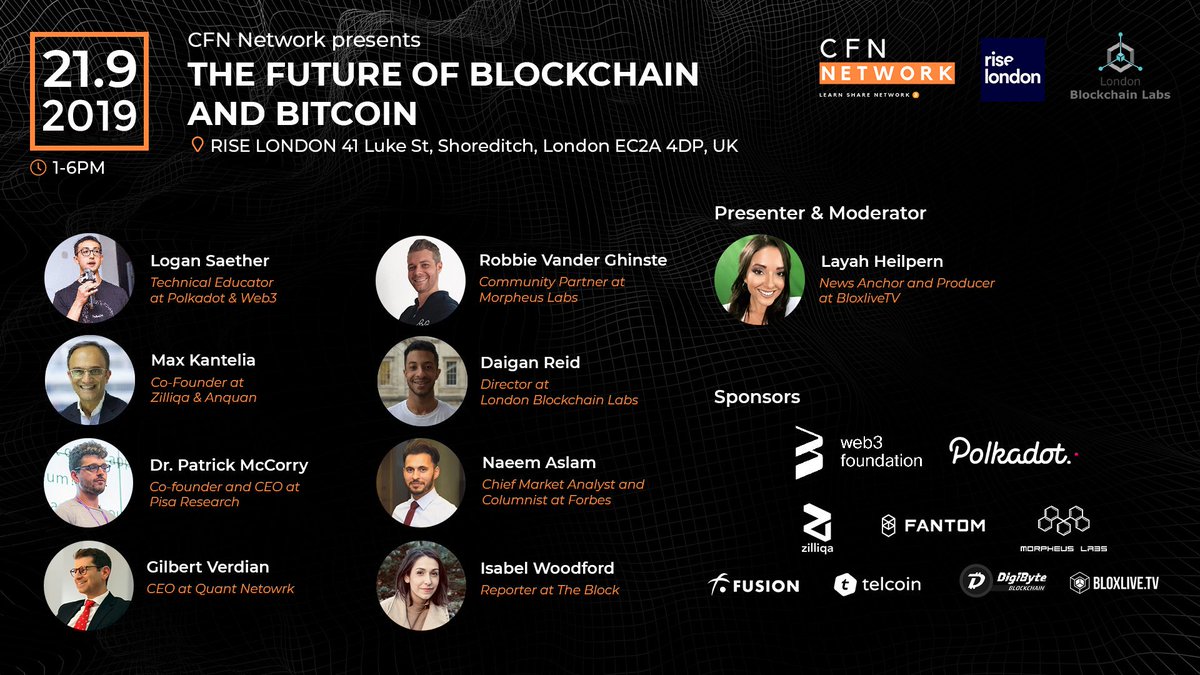 21.9
2019
1-6PM
CFN Network presents
THE FUTURE OF BLOCKCHAIN
AND BITCOIN
RISE LONDON 41 Luke St, Shoreditch, London EC2A 4DP, UK
CFN
NETWORK
LEARN SHARE NETWORK
rise
london
London
Blockchain Labs
Logan Saether
Technical Educator
at Polkadot & Web3
Max Kantelia
Co-Founder at
Zilliqa & Anquan
Dr. Patrick McCorry
Co-founder and CEO at
Pisa Research
Gilbert Verdian
CEO at Quant Netowrk
Robbie Vander Ghinste
Community Partner at
Morpheus Labs
Daigan Reid
Director at
London Blockchain Labs
Naeem Aslam
Chief Market Analyst and
Columnist at Forbes
Isabel Woodford
Reporter at The Block
Presenter & Moderator
Layah Heilpern
News Anchor and Producer
at BloxliveTV
Sponsors
web3
foundation
Polkadot.
zilliqa
FANTOM
MORPHEUS LABS
FUSION
telcoin
DigiByte
BLOCKCHAIN
BLOXLIVE.TV